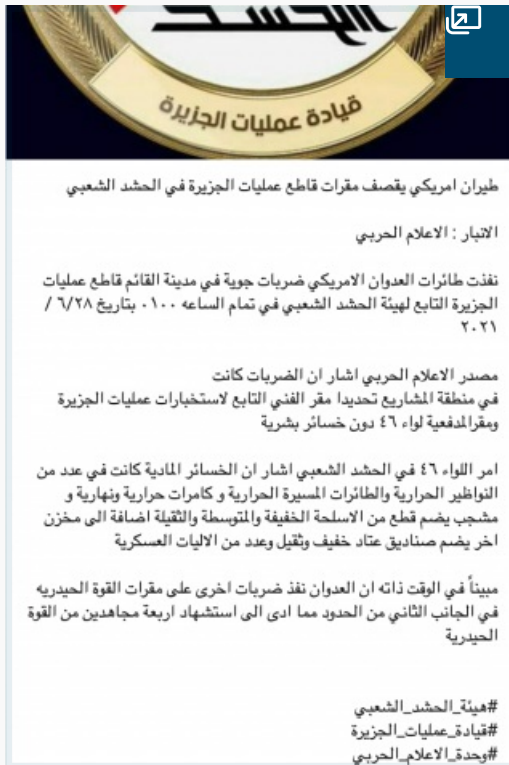 الحشد
قيادة عمليات الجزيرة
طيران امريكي يقصف مقرات قاطع عمليات الجزيرة في الحشد الشعبي
الانبار : الاعلام الحربي
نفذت طائرات العدوان الامريكي ضربات جوية في مدينة القائم قاطع عمليات
الجزيرة التابع لهيئة الحشد الشعبي في تمام الساعه ٠١٠٠ بتاريخ ٦/٢٨ /
٢٠٢١
مصدر الاعلام الحربي اشار ان الضربات كانت
في منطقة المشاريع تحديدا مقر الفني التابع لاستخبارات عمليات الجزيرة
ومقرالمدفعية لواء ٤٦ دون خسائر بشرية
امر اللواء ٤٦ في الحشد الشعبي اشار ان الخسائر المادية كانت في عدد من
النواظير الحرارية والطائرات المسيرة الحرارية و كامرات حرارية ونهارية و
مشجب يضم قطع من الاسلحة الخفيفة والمتوسطة والثقيلة اضافة الى مخزن
اخر يضم صناديق عتاد خفيف وثقيل وعدد من الاليات العسكرية
مبيناً في الوقت ذاته ان العدوان نفذ ضربات اخرى على مقرات القوة الحيدريه
في الجانب الثاني من الحدود مما ادى الى استشهاد اربعة مجاهدين من القوة
الحيدرية
#هيئة_الحشد_الشعبي
#قيادة_عمليات_الجزيرة
#وحدة_الاعلام_الحربي